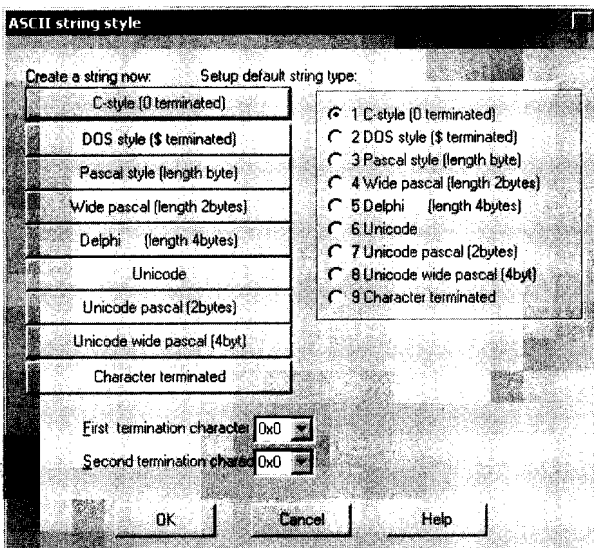 ASCII string style
Create a string now: Setup default string type:
C-style (0 terminated)
DOS style ($ terminated)
Pascal style (length byte)
Wide pascal (length 2bytes)
Delphi (length 4bytes)
Unicode
Unicode pascal (2bytes)
Unicode wide pascal (4byt)
Character terminated
1 C-style (0 terminated)
2 DOS style ($ terminated)
3 Pascal style (length byte)
4 Wide pascal (length 2bytes)
5 Delphi (length 4bytes)
6 Unicode
7 Unicode pascal (2bytes)
8 Unicode wide pascal (4byt)
9 Character terminated
First termination character 0x0
Second termination charac 0x0
OK Cancel Help